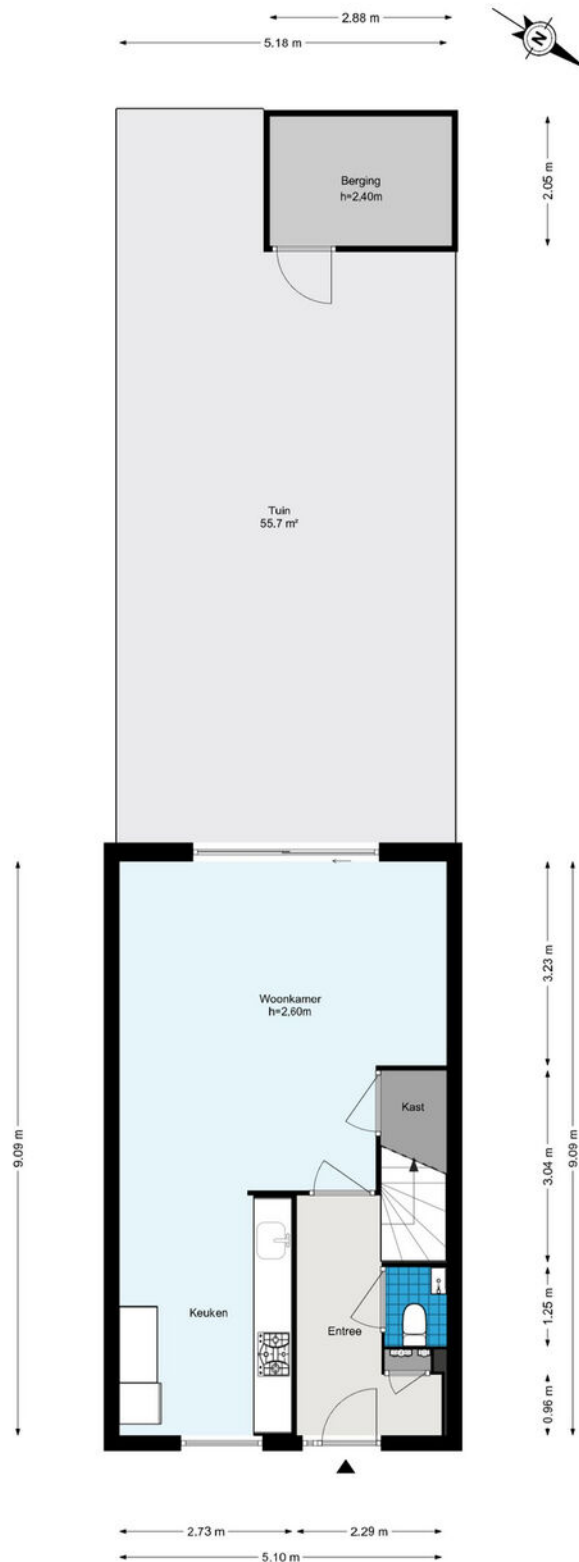 2.88 m
5.18 m
N
2.05 m
Berging
h=2,40m
Tuin
55.7 m²
3.23 m
Woonkamer
h=2,60m
Kast
9.09 m
3.04 m
9.09 m
1.25 m
Keuken
Entree
0.96 m
2.73 m
2.29 m
5.10 m